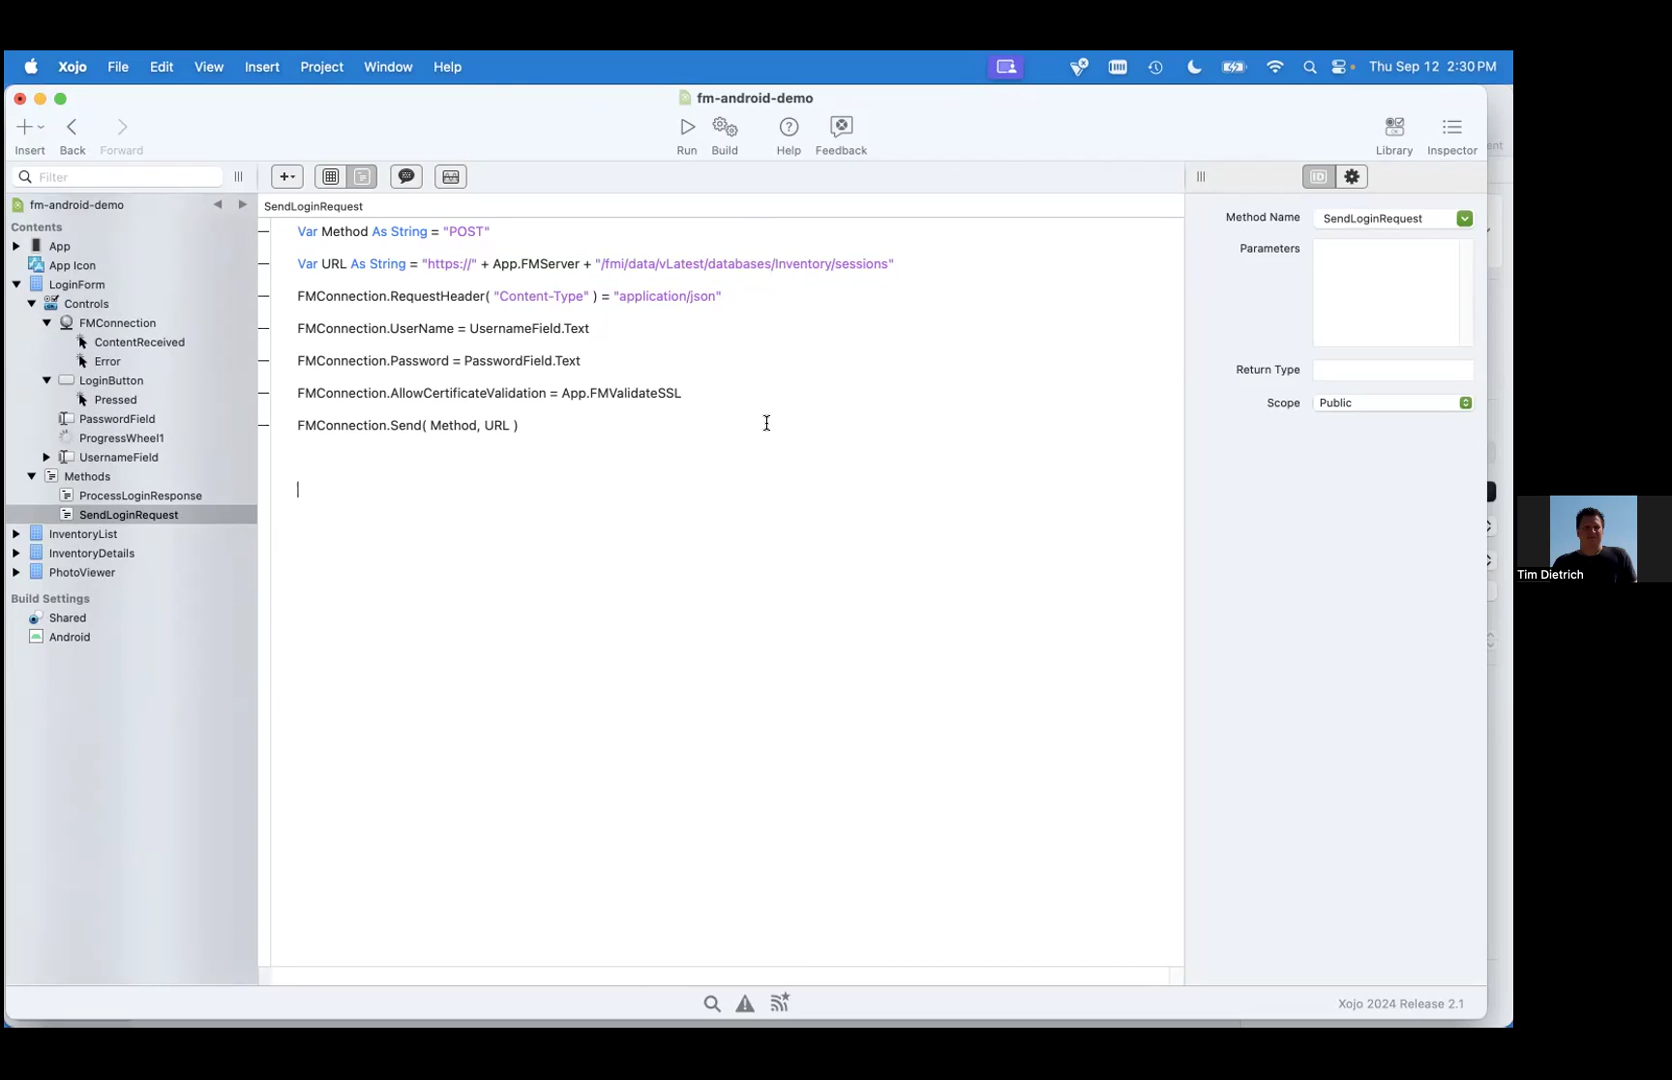 Xojo File Edit View Insert Project Window Help Thu Sep 12 2:30 PM
fm-android-demo
Insert Back Forward Run Build Help Feedback Library Inspector
Filter
fm-android-demo
Contents
App
App Icon
LoginForm
Controls
FMConnection
ContentReceived
Error
LoginButton
Pressed
PasswordField
ProgressWheel1
UsernameField
Methods
ProcessLoginResponse
SendLoginRequest
InventoryList
InventoryDetails
PhotoViewer
Build Settings
Shared
Android
SendLoginRequest
Var Method As String = "POST"
Var URL As String = "https://" + App.FMServer + "/fmi/data/vLatest/databases/Inventory/sessions"
FMConnection.RequestHeader( "Content-Type" ) = "application/json"
FMConnection.UserName = UsernameField.Text
FMConnection.Password = PasswordField.Text
FMConnection.AllowCertificateValidation = App.FMValidateSSL
FMConnection.Send( Method, URL )
ID
Method Name SendLoginRequest
Parameters
Return Type
Scope Public
Xojo 2024 Release 2.1
Tim Dietrich